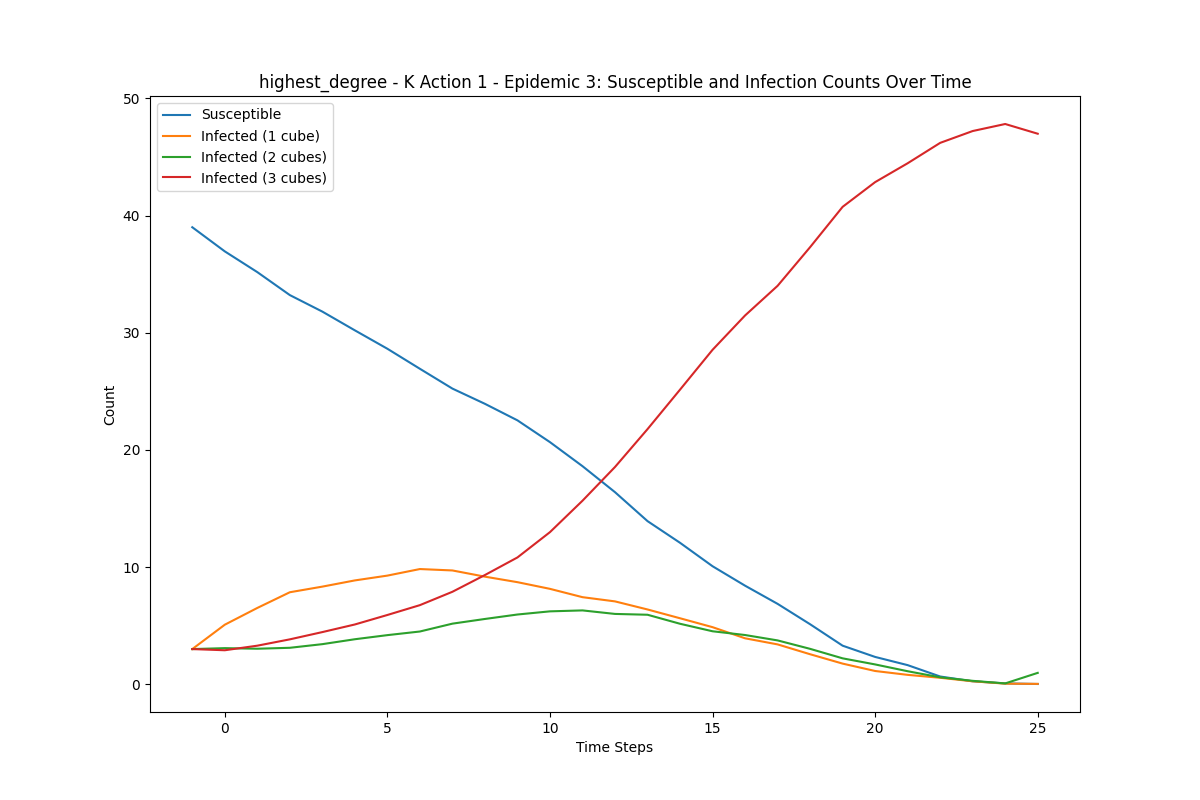 highest_degree - K Action 1 - Epidemic 3: Susceptible and Infection Counts Over Time
Susceptible
Infected (1 cube)
Infected (2 cubes)
Infected (3 cubes)
50
40
30
20
10
0
Count
0 5 10 15 20 25
Time Steps